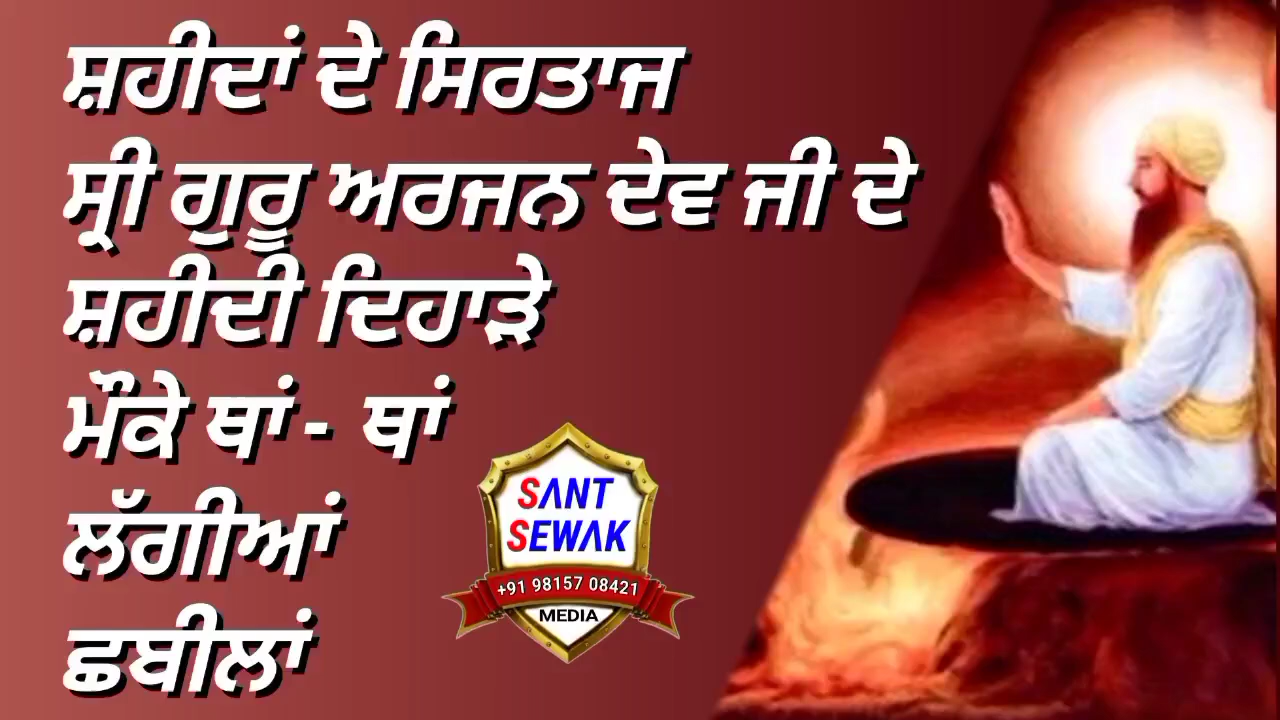 ਸ਼ਹੀਦਾਂ ਦੇ ਸਿਰਤਾਜ
ਸ੍ਰੀ ਗੁਰੂ ਅਰਜਨ ਦੇਵ ਜੀ ਦੇ
ਸ਼ਹੀਦੀ ਦਿਹਾੜੇ
ਮੌਕੇ ਥਾਂ - ਥਾਂ
ਲੱਗੀਆਂ
ਛਬੀਲਾਂ
SANT
SEWAK
+91 98157 08421
MEDIA